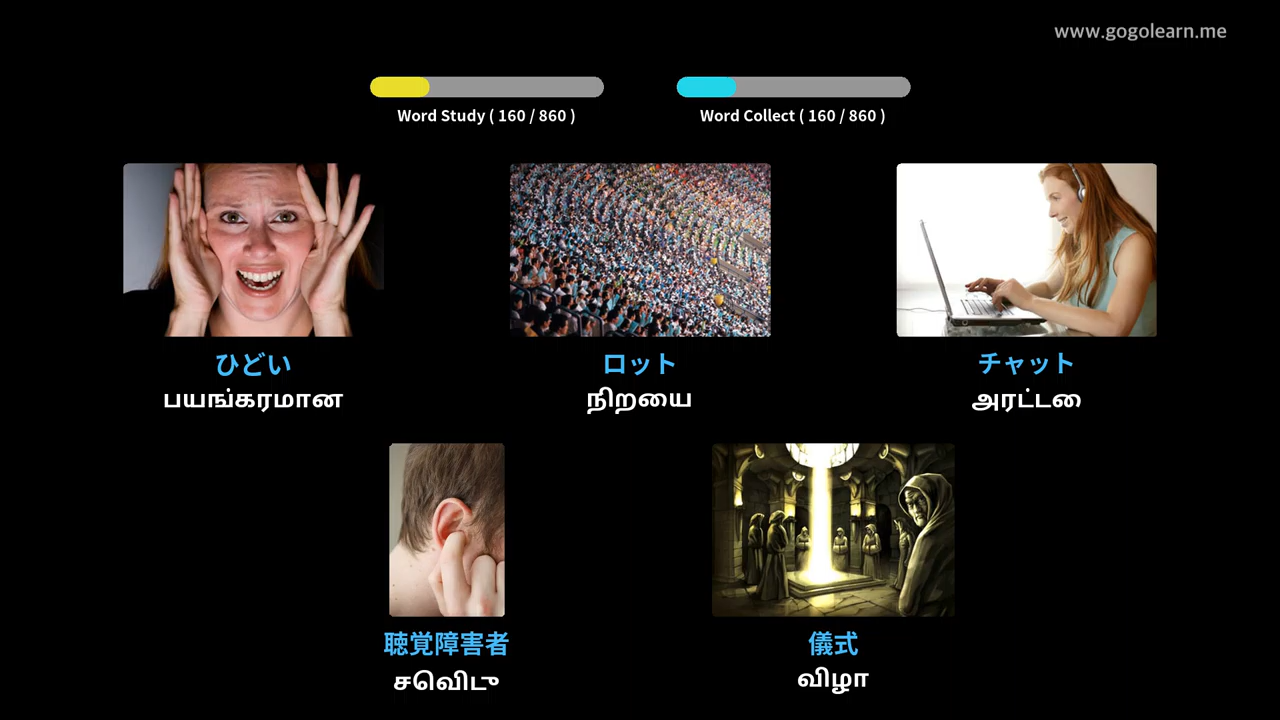 www.gogolearn.me
Word Study ( 160 / 860 )
Word Collect ( 160 / 860 )
ひどい
ロット
チャット
பயங்கரமான
நிறையை
அரட்டை
聴覚障害者
儀式
செவிடு
விழா